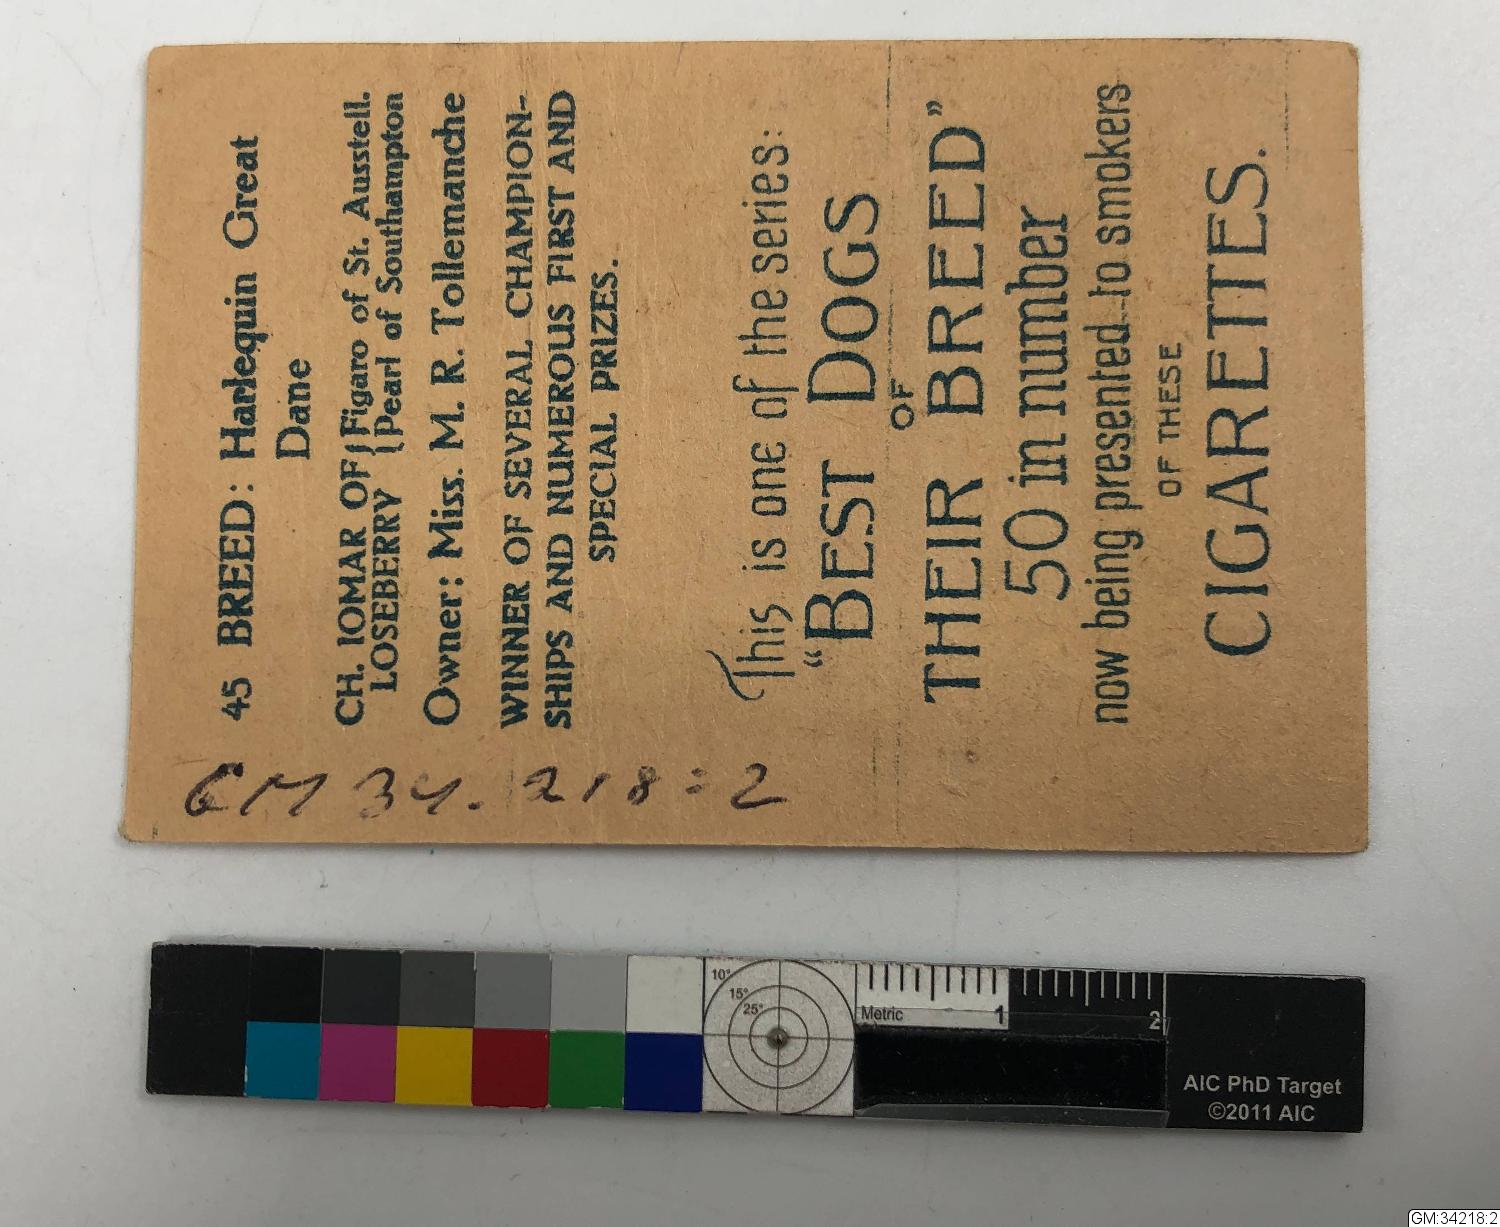 45 BREED: Harlequin Great
Dane
CH. IOMAR OF {Figaro of St. Austell.
LOSEBERRY {Pearl of Southampton
Owner: Miss. M. R. Tollemanche
WINNER OF SEVERAL CHAMPION-
SHIPS AND NUMEROUS FIRST AND
SPECIAL PRIZES.
This is one of the series:
"BEST DOGS
OF
THEIR BREED"
50 in number
now being presented to smokers
OF THESE
CIGARETTES.
GM 34.218:2
10°
15°
25°
Metric
1
2
AIC PhD Target
©2011 AIC
GM:34218:2